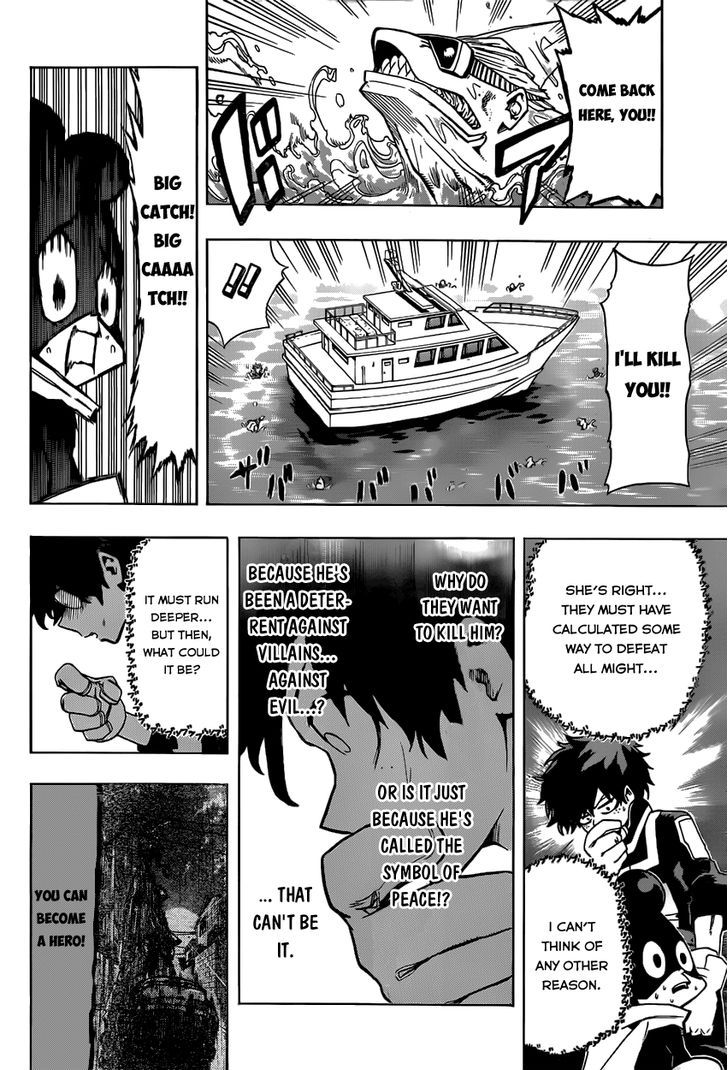 COME BACK
HERE, YOU!!
ドド
I'LL KILL
YOU!!
!!
BIG
CATCH!
BIG
CAAAA
TCH!!
SHE'S RIGHT...
THEY MUST HAVE
CALCULATED SOME
WAY TO DEFEAT
ALL MIGHT...
I CAN'T
THINK OF
ANY OTHER
REASON.
WHY DO
THEY WANT
TO KILL HIM?
BECAUSE HE'S
BEEN A DETER-
RENT AGAINST
VILLAINS...
AGAINST
EVIL...?
OR IS IT JUST
BECAUSE HE'S
CALLED THE
SYMBOL OF
PEACE!?
... THAT
CAN'T BE
IT.
IT MUST RUN
DEEPER...
BUT THEN,
WHAT COULD
IT BE?
YOU CAN
BECOME
A HERO!